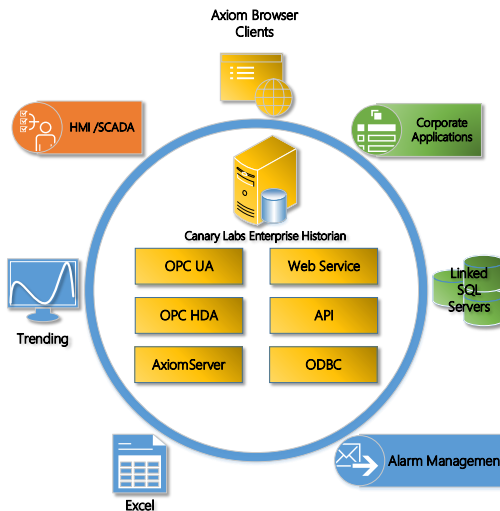 Axiom Browser
Clients
HMI/SCADA
Corporate
Applications
Canary Labs Enterprise Historian
OPC UA
Web Service
OPC HDA
API
AxiomServer
ODBC
Linked
SQL
Servers
Trending
Alarm Management
Excel